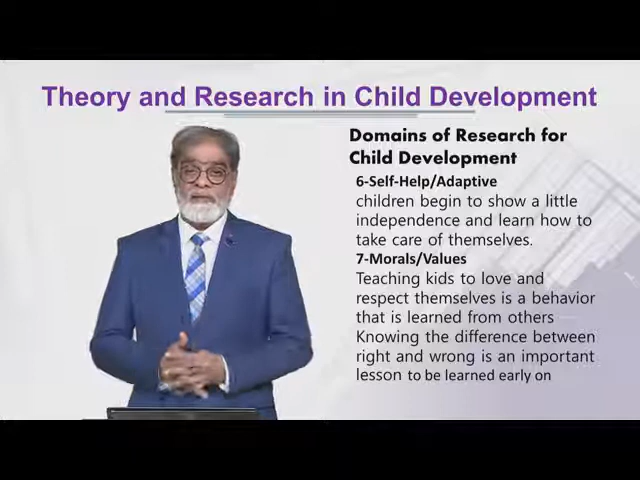 Theory and Research in Child Development
Domains of Research for
Child Development
6-Self-Help/Adaptive
children begin to show a little
independence and learn how to
take care of themselves.
7-Morals/Values
Teaching kids to love and
respect themselves is a behavior
that is learned from others
Knowing the difference between
right and wrong is an important
lesson to be learned early on